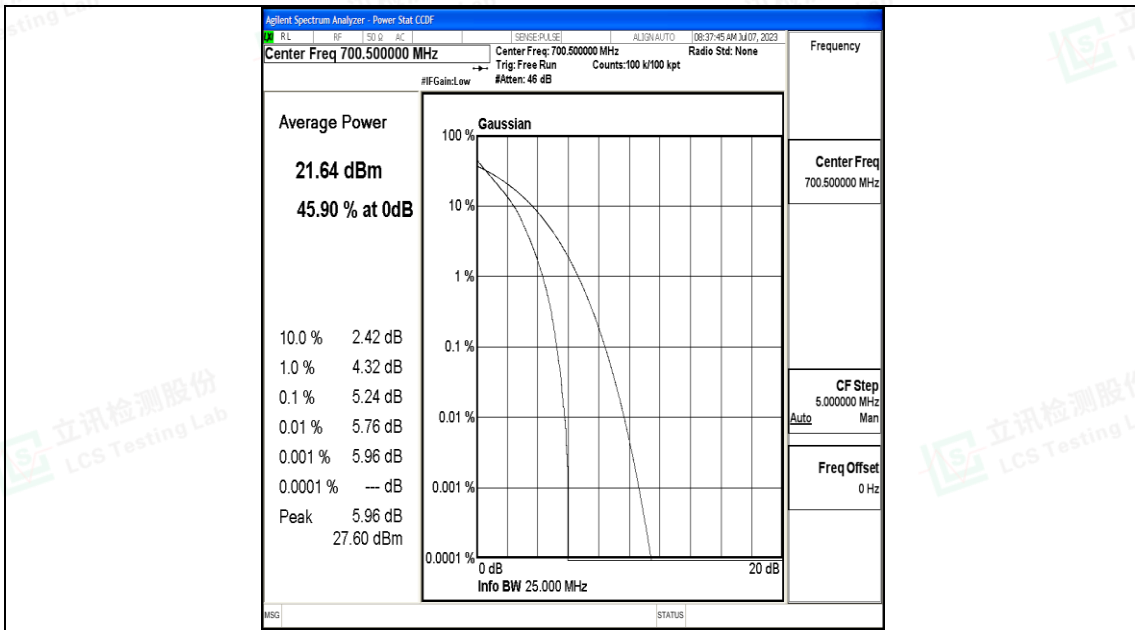 Agilent Spectrum Analyzer - Power Stat CCDF
RL RF 50 Ω AC SENSE:PULSE ALIGN AUTO 08:37:45 AM Jul 07, 2023
Center Freq 700.500000 MHz
Center Freq: 700.500000 MHz Radio Std: None
Trig: Free Run Counts:100 k/100 kpt
#IFGain:Low #Atten: 46 dB
Frequency
Average Power
21.64 dBm
45.90 % at 0dB
10.0 % 2.42 dB
1.0 % 4.32 dB
0.1 % 5.24 dB
0.01 % 5.76 dB
0.001 % 5.96 dB
0.0001 % --- dB
Peak 5.96 dB
27.60 dBm
Gaussian
100 %
10 %
1 %
0.1 %
0.01 %
0.001 %
0.0001 %
0 dB 20 dB
Info BW 25.000 MHz
Center Freq
700.500000 MHz
CF Step
5.000000 MHz
Auto Man
Freq Offset
0 Hz
MSG STATUS
立讯检测股份
LCS Testing Lab
立讯检测股份
LCS Testing L